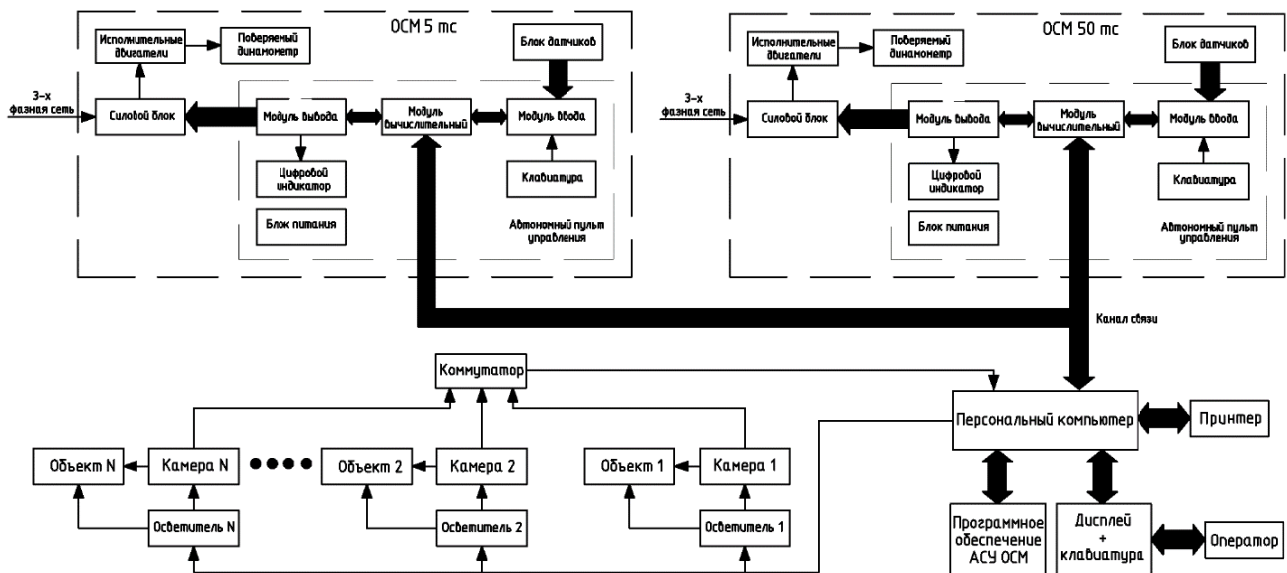 ОСМ 5 тс
Исполнительные
двигатели
Поверяемый
динамометр
Блок датчиков
3-х
фазная сеть
Силовой блок
Модуль вывода
Модуль
вычислительный
Модуль ввода
Цифровой
индикатор
Клавиатура
Блок питания
Автономный пульт
управления
ОСМ 50 тс
Исполнительные
двигатели
Поверяемый
динамометр
Блок датчиков
3-х
фазная сеть
Силовой блок
Модуль вывода
Модуль
вычислительный
Модуль ввода
Цифровой
индикатор
Клавиатура
Блок питания
Автономный пульт
управления
Канал связи
Коммутатор
Персональный компьютер
Принтер
Объект N
Камера N
Объект 2
Камера 2
Объект 1
Камера 1
Осветитель N
Осветитель 2
Осветитель 1
Программное
обеспечение
АСУ ОСМ
Дисплей
+
клавиатура
Оператор